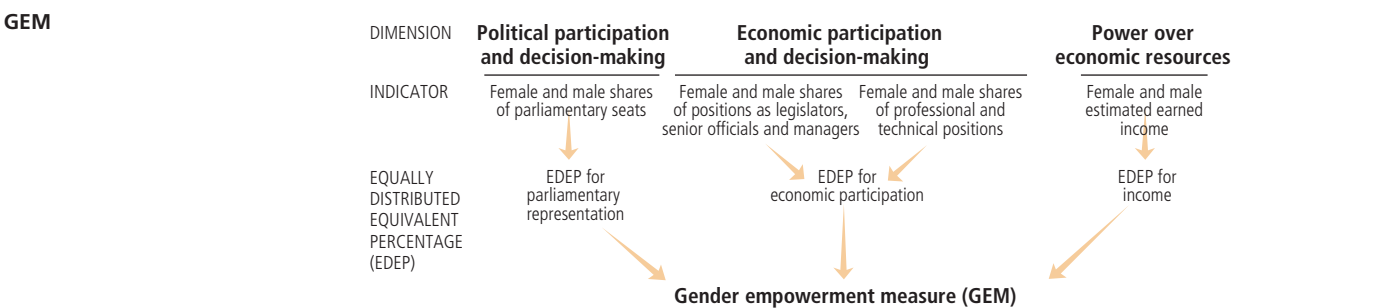 GEM
DIMENSION
Political participation
and decision-making
Economic participation
and decision-making
Power over
economic resources
INDICATOR
Female and male shares
of parliamentary seats
Female and male shares
of positions as legislators,
senior officials and managers
Female and male shares
of professional and
technical positions
Female and male
estimated earned
income
EQUALLY
DISTRIBUTED
EQUIVALENT
PERCENTAGE
(EDEP)
EDEP for
parliamentary
representation
EDEP for
economic participation
EDEP for
income
Gender empowerment measure (GEM)